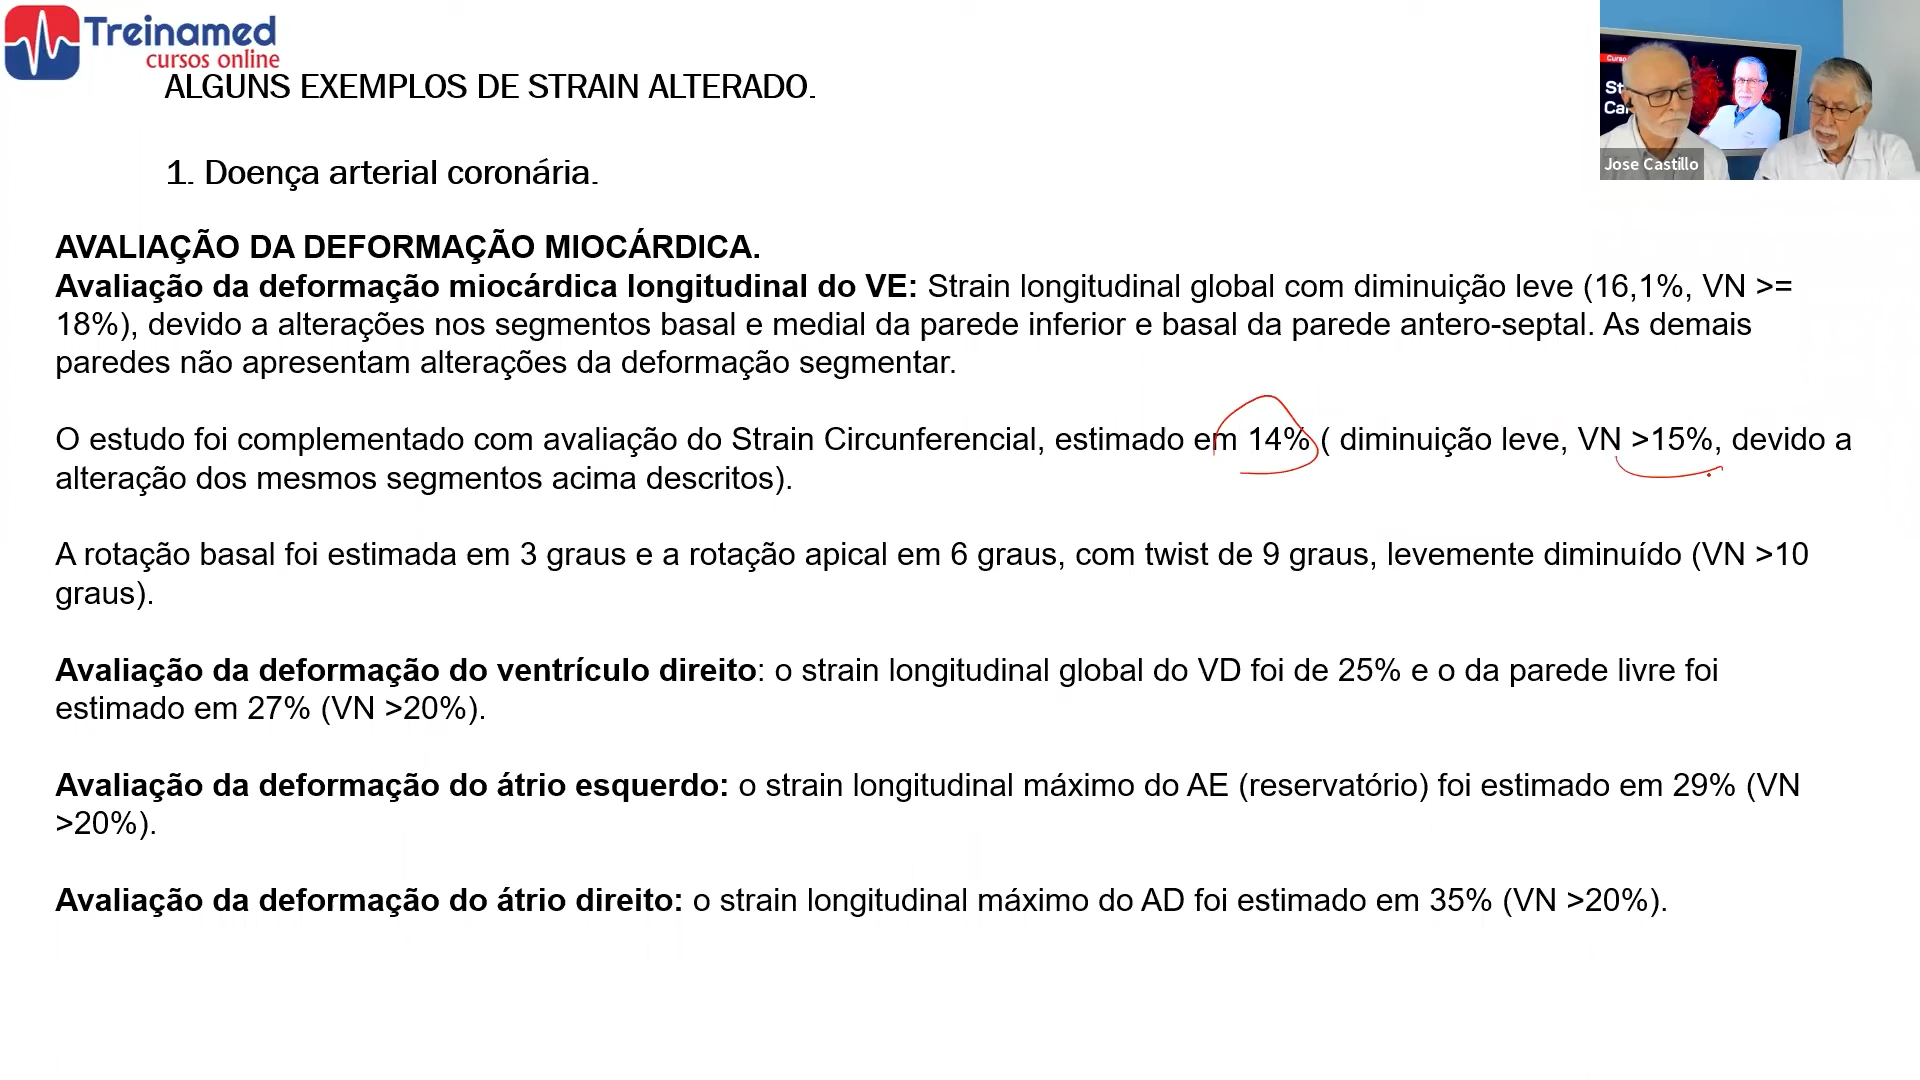 Treinamed
cursos online
ALGUNS EXEMPLOS DE STRAIN ALTERADO.
1. Doença arterial coronária.
AVALIAÇÃO DA DEFORMAÇÃO MIOCÁRDICA.
Avaliação da deformação miocárdica longitudinal do VE: Strain longitudinal global com diminuição leve (16,1%, VN >=
18%), devido a alterações nos segmentos basal e medial da parede inferior e basal da parede antero-septal. As demais
paredes não apresentam alterações da deformação segmentar.
O estudo foi complementado com avaliação do Strain Circunferencial, estimado em 14% ( diminuição leve, VN >15%, devido a
alteração dos mesmos segmentos acima descritos).
A rotação basal foi estimada em 3 graus e a rotação apical em 6 graus, com twist de 9 graus, levemente diminuído (VN >10
graus).
Avaliação da deformação do ventrículo direito: o strain longitudinal global do VD foi de 25% e o da parede livre foi
estimado em 27% (VN >20%).
Avaliação da deformação do átrio esquerdo: o strain longitudinal máximo do AE (reservatório) foi estimado em 29% (VN
>20%).
Avaliação da deformação do átrio direito: o strain longitudinal máximo do AD foi estimado em 35% (VN >20%).
Jose Castillo